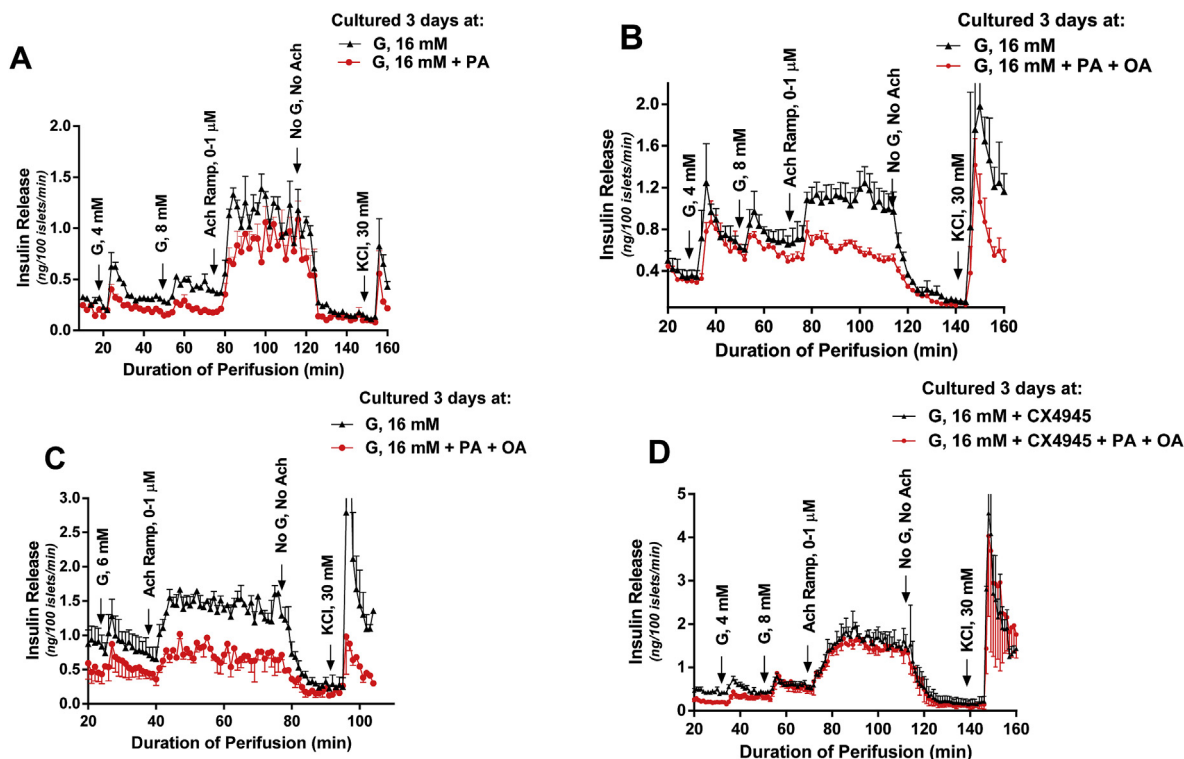 A
Cultured 3 days at:
G, 16 mM
G, 16 mM + PA
Insulin Release
(ng/100 islets/min)
2.0
1.5
1.0
0.5
0.0
G, 4 mM
G, 8 mM
Ach Ramp, 0-1 μM
No G, No Ach
KCl, 30 mM
20 40 60 80 100 120 140 160
Duration of Perifusion (min)
B
Cultured 3 days at:
G, 16 mM
G, 16 mM + PA + OA
Insulin Release
(ng/100 islets/min)
2.0
1.6
1.2
0.8
0.4
G, 4 mM
G, 8 mM
Ach Ramp, 0-1 μM
No G, No Ach
KCl, 30 mM
20 40 60 80 100 120 140 160
Duration of Perifusion (min)
C
Cultured 3 days at:
G, 16 mM
G, 16 mM + PA + OA
Insulin Release
(ng/100 islets/min)
3.0
2.5
2.0
1.5
1.0
0.5
0.0
G, 6 mM
Ach Ramp, 0-1 μM
No G, No Ach
KCl, 30 mM
20 40 60 80 100
Duration of Perifusion (min)
D
Cultured 3 days at:
G, 16 mM + CX4945
G, 16 mM + CX4945 + PA + OA
Insulin Release
(ng/100 islets/min)
5
4
3
2
1
0
G, 4 mM
G, 8 mM
Ach Ramp, 0-1 μM
No G, No Ach
KCl, 30 mM
20 40 60 80 100 120 140 160
Duration of Perifusion (min)